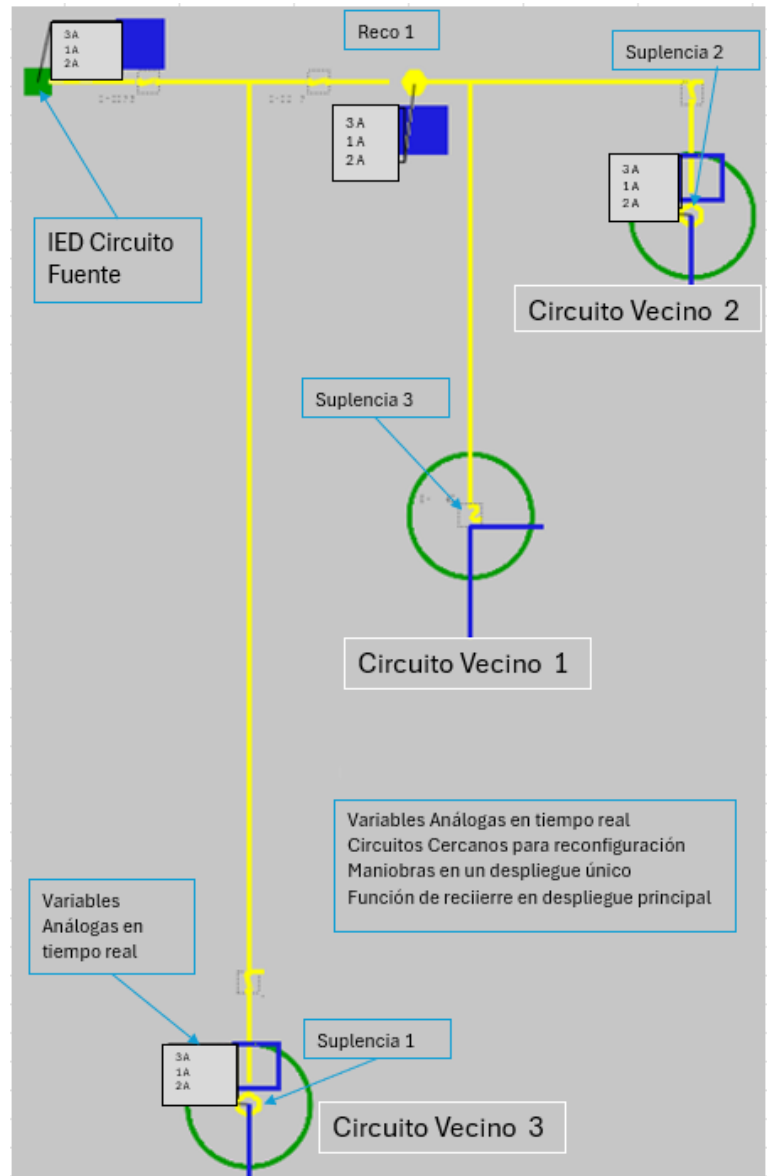 3A
1A
2A
Reco 1
Suplencia 2
3A
1A
2A
3A
1A
2A
IED Circuito
Fuente
Circuito Vecino 2
Suplencia 3
Circuito Vecino 1
Variables Análogas en tiempo real
Circuitos Cercanos para reconfiguración
Maniobras en un despliegue único
Función de reciierre en despliegue principal
Variables
Análogas en
tiempo real
Suplencia 1
3A
1A
2A
Circuito Vecino 3